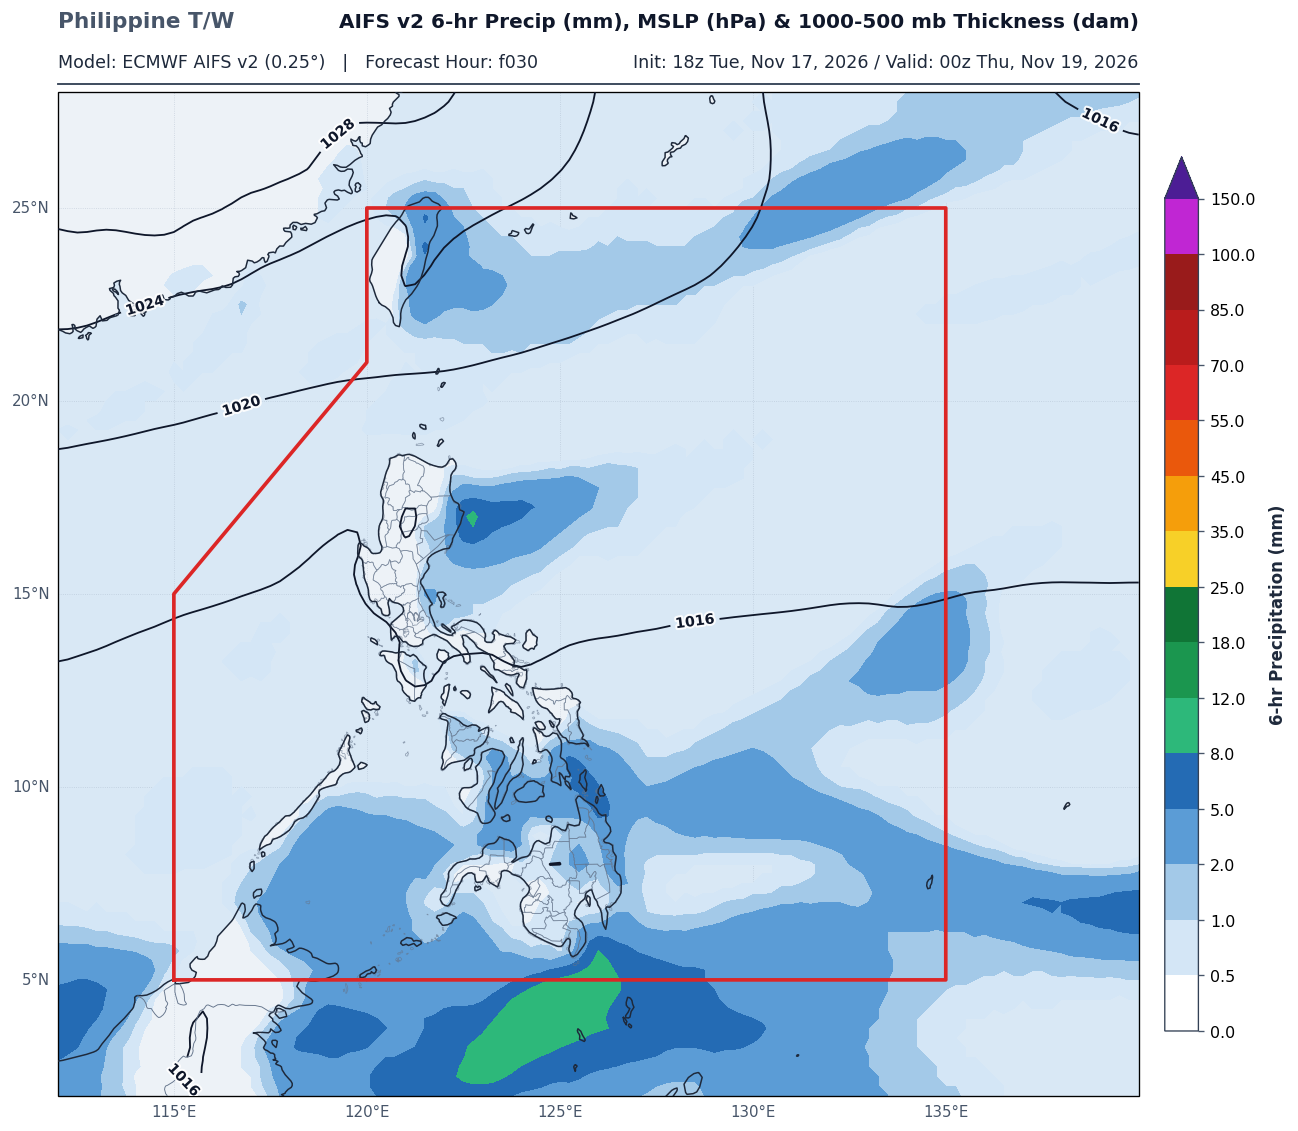 Philippine T/W
AIFS v2 6-hr Precip (mm), MSLP (hPa) & 1000-500 mb Thickness (dam)
Model: ECMWF AIFS v2 (0.25°)   |   Forecast Hour: f030
Init: 18z Tue, Nov 17, 2026 / Valid: 00z Thu, Nov 19, 2026
1028
1016
1024
1020
1016
1016
25°N
20°N
15°N
10°N
5°N
115°E
120°E
125°E
130°E
135°E
150.0
100.0
85.0
70.0
55.0
45.0
35.0
25.0
18.0
12.0
8.0
5.0
2.0
1.0
0.5
0.0
6-hr Precipitation (mm)